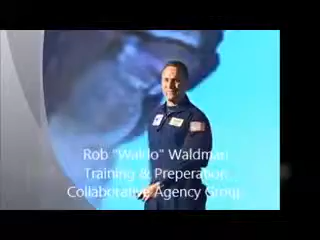 Rob "Waldo" Waldman
Training & Preperation
Collaborative Agency Group